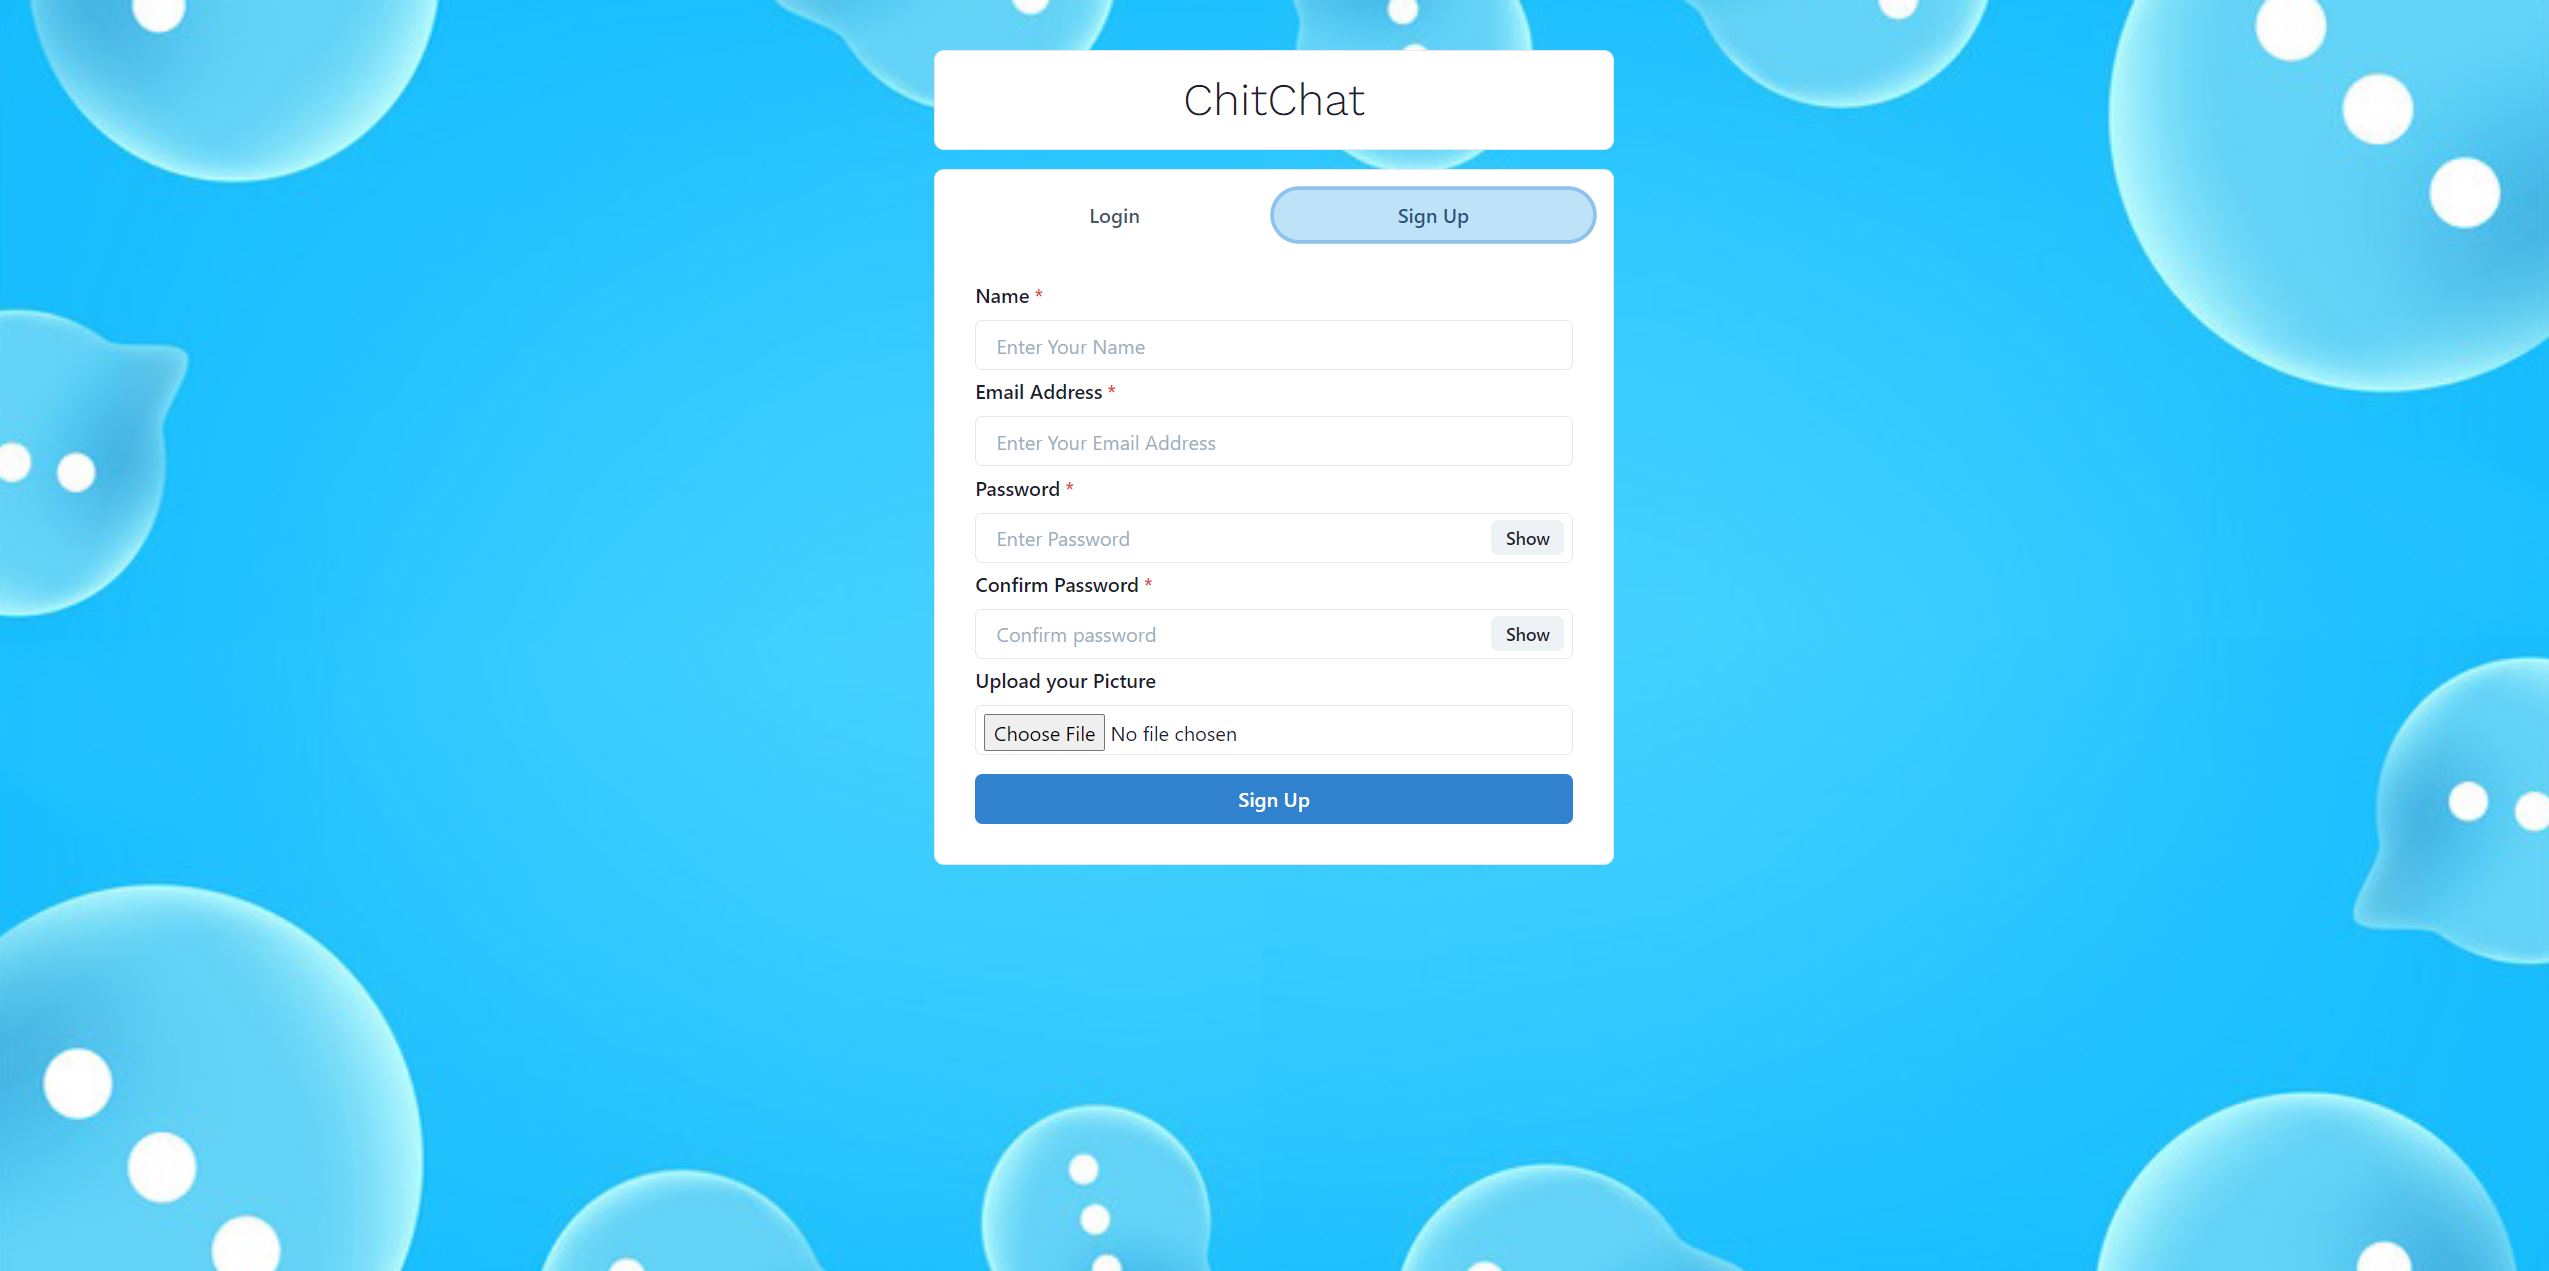 ChitChat
Login Sign Up
Name *
Enter Your Name
Email Address *
Enter Your Email Address
Password *
Enter Password Show
Confirm Password *
Confirm password Show
Upload your Picture
Choose File No file chosen
Sign Up